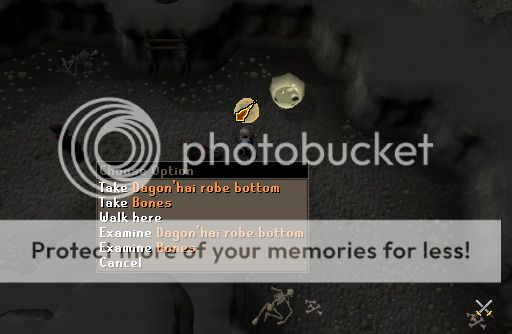 photobucket
Choose Option
Take Dagon'hai robe bottom
Take Bones
Walk here
Examine Dagon'hai robe bottom
Examine Bones
Cancel
Protect more of your memories for less!